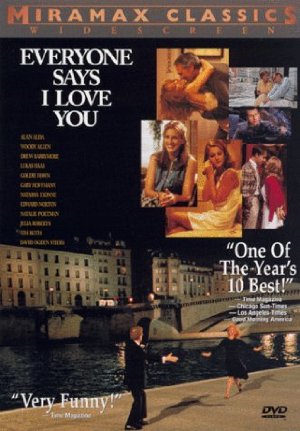 MIRAMAX CLASSICS
WIDESCREEN
EVERYONE
SAYS
I LOVE
YOU
ALAN ALDA
WOODY ALLEN
DREW BARRYMORE
LUKAS HAAS
GOLDIE HAWN
GABY HOFFMANN
NATASHA LYONNE
EDWARD NORTON
NATALIE PORTMAN
JULIA ROBERTS
TIM ROTH
DAVID OGDEN STIERS
"One Of
The Year's
10 Best!"
— Time Magazine
— Chicago Sun-Times
— Los Angeles Times
Good Morning America
"Very Funny!"
— Time Magazine
DVD